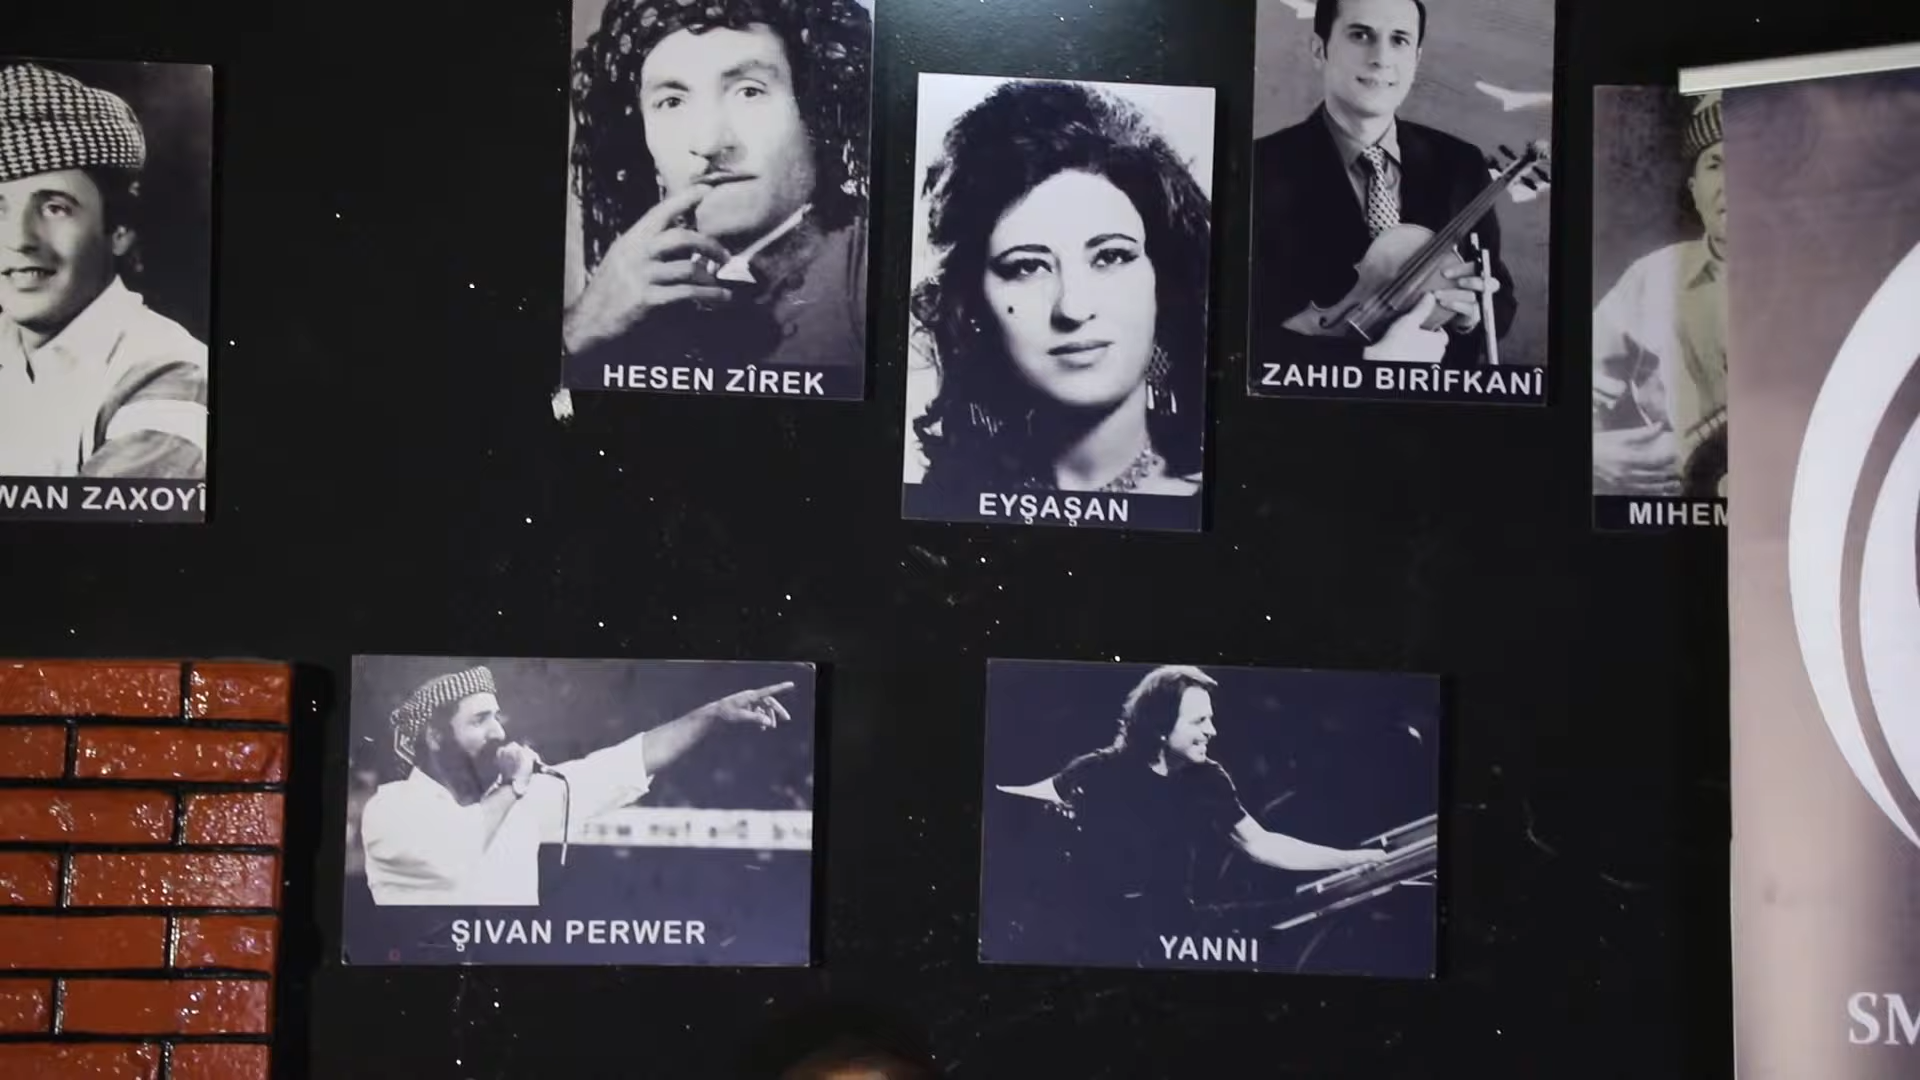 HESEN ZÎREK
ZAHID BIRÎFKANÎ
WAN ZAXOYÎ
EYŞAŞAN
MIHEM
ŞIVAN PERWER
YANNI
SM